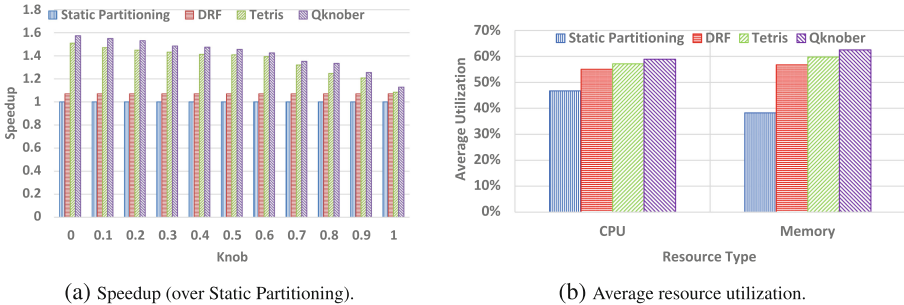 Static Partitioning DRF Tetris Qknober
1.8
1.6
1.4
1.2
1
0.8
0.6
0.4
0.2
0
Speedup
0 0.1 0.2 0.3 0.4 0.5 0.6 0.7 0.8 0.9 1
Knob
(a) Speedup (over Static Partitioning).
70%
60%
50%
40%
30%
20%
10%
0%
Average Utilization
Static Partitioning DRF Tetris Qknober
CPU Memory
Resource Type
(b) Average resource utilization.